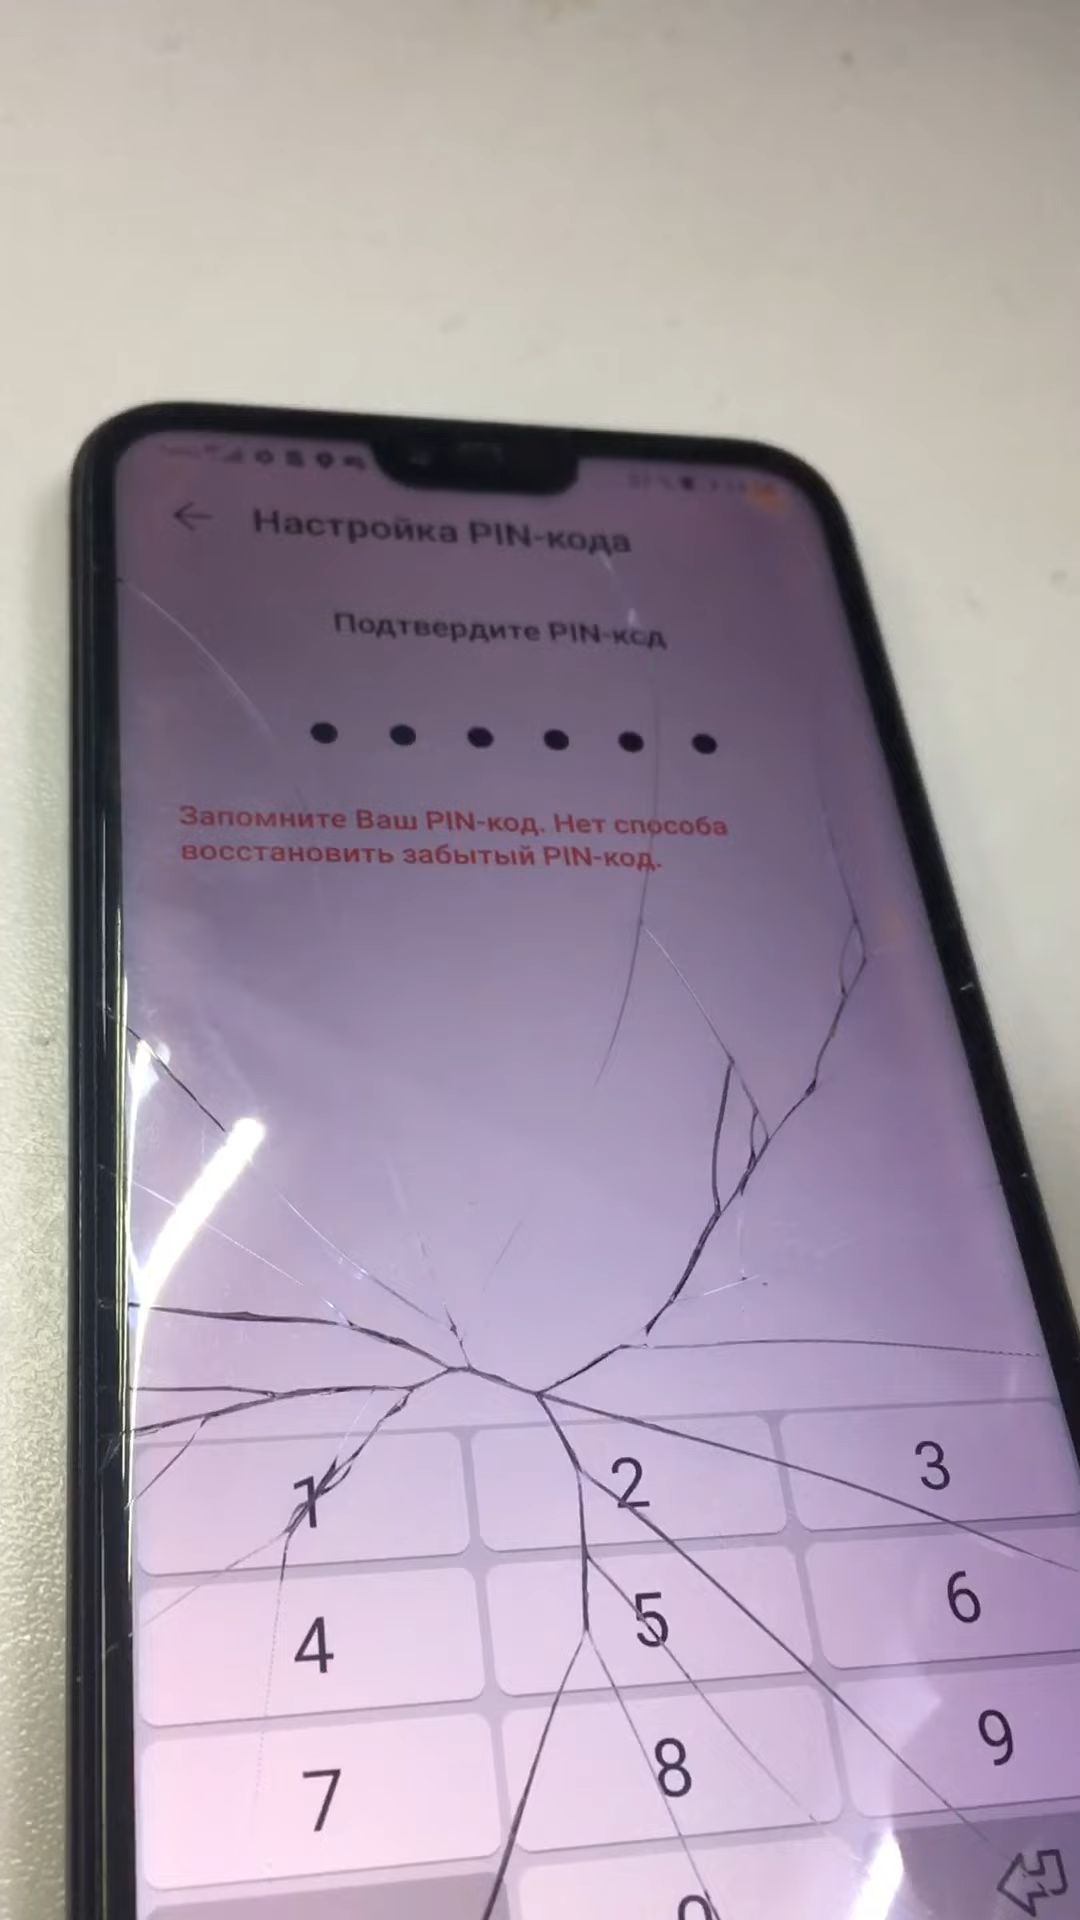 Настройка PIN-кода
Подтвердите PIN-код
Запомните Ваш PIN-код. Нет способа
восстановить забытый PIN-код.
1 2 3
4 5 6
7 8 9
0